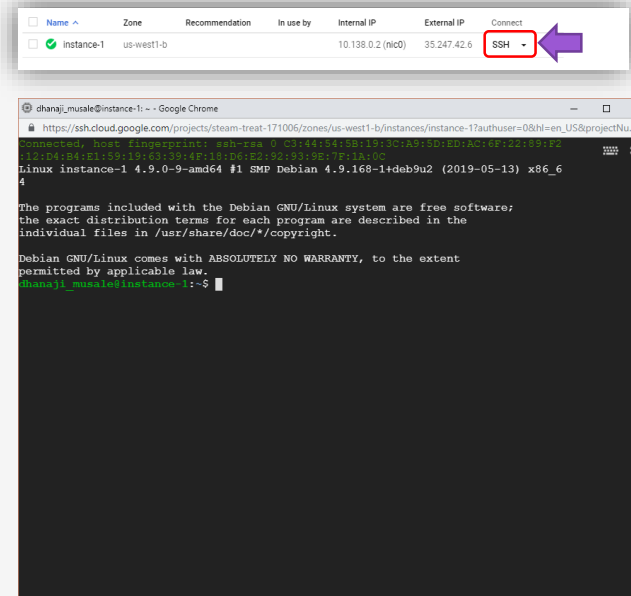 Name Zone Recommendation In use by Internal IP External IP Connect
instance-1 us-west1-b 10.138.0.2 (nic0) 35.247.42.6 SSH
dhanaji_musale@instance-1: ~ - Google Chrome
https://ssh.cloud.google.com/projects/steam-treat-171006/zones/us-west1-b/instances/instance-1?authuser=0&hl=en_US&projectNu.
Connected, host fingerprint: ssh-rsa 0 C3:44:54:5B:19:3C:A9:5D:ED:AC:6F:22:89:F2
:12:D4:B4:E1:59:19:63:39:4F:18:D6:E2:92:93:9E:7F:1A:0C
Linux instance-1 4.9.0-9-amd64 #1 SMP Debian 4.9.168-1+deb9u2 (2019-05-13) x86_6
4
The programs included with the Debian GNU/Linux system are free software;
the exact distribution terms for each program are described in the
individual files in /usr/share/doc/*/copyright.
Debian GNU/Linux comes with ABSOLUTELY NO WARRANTY, to the extent
permitted by applicable law.
dhanaji_musale@instance-1:~$